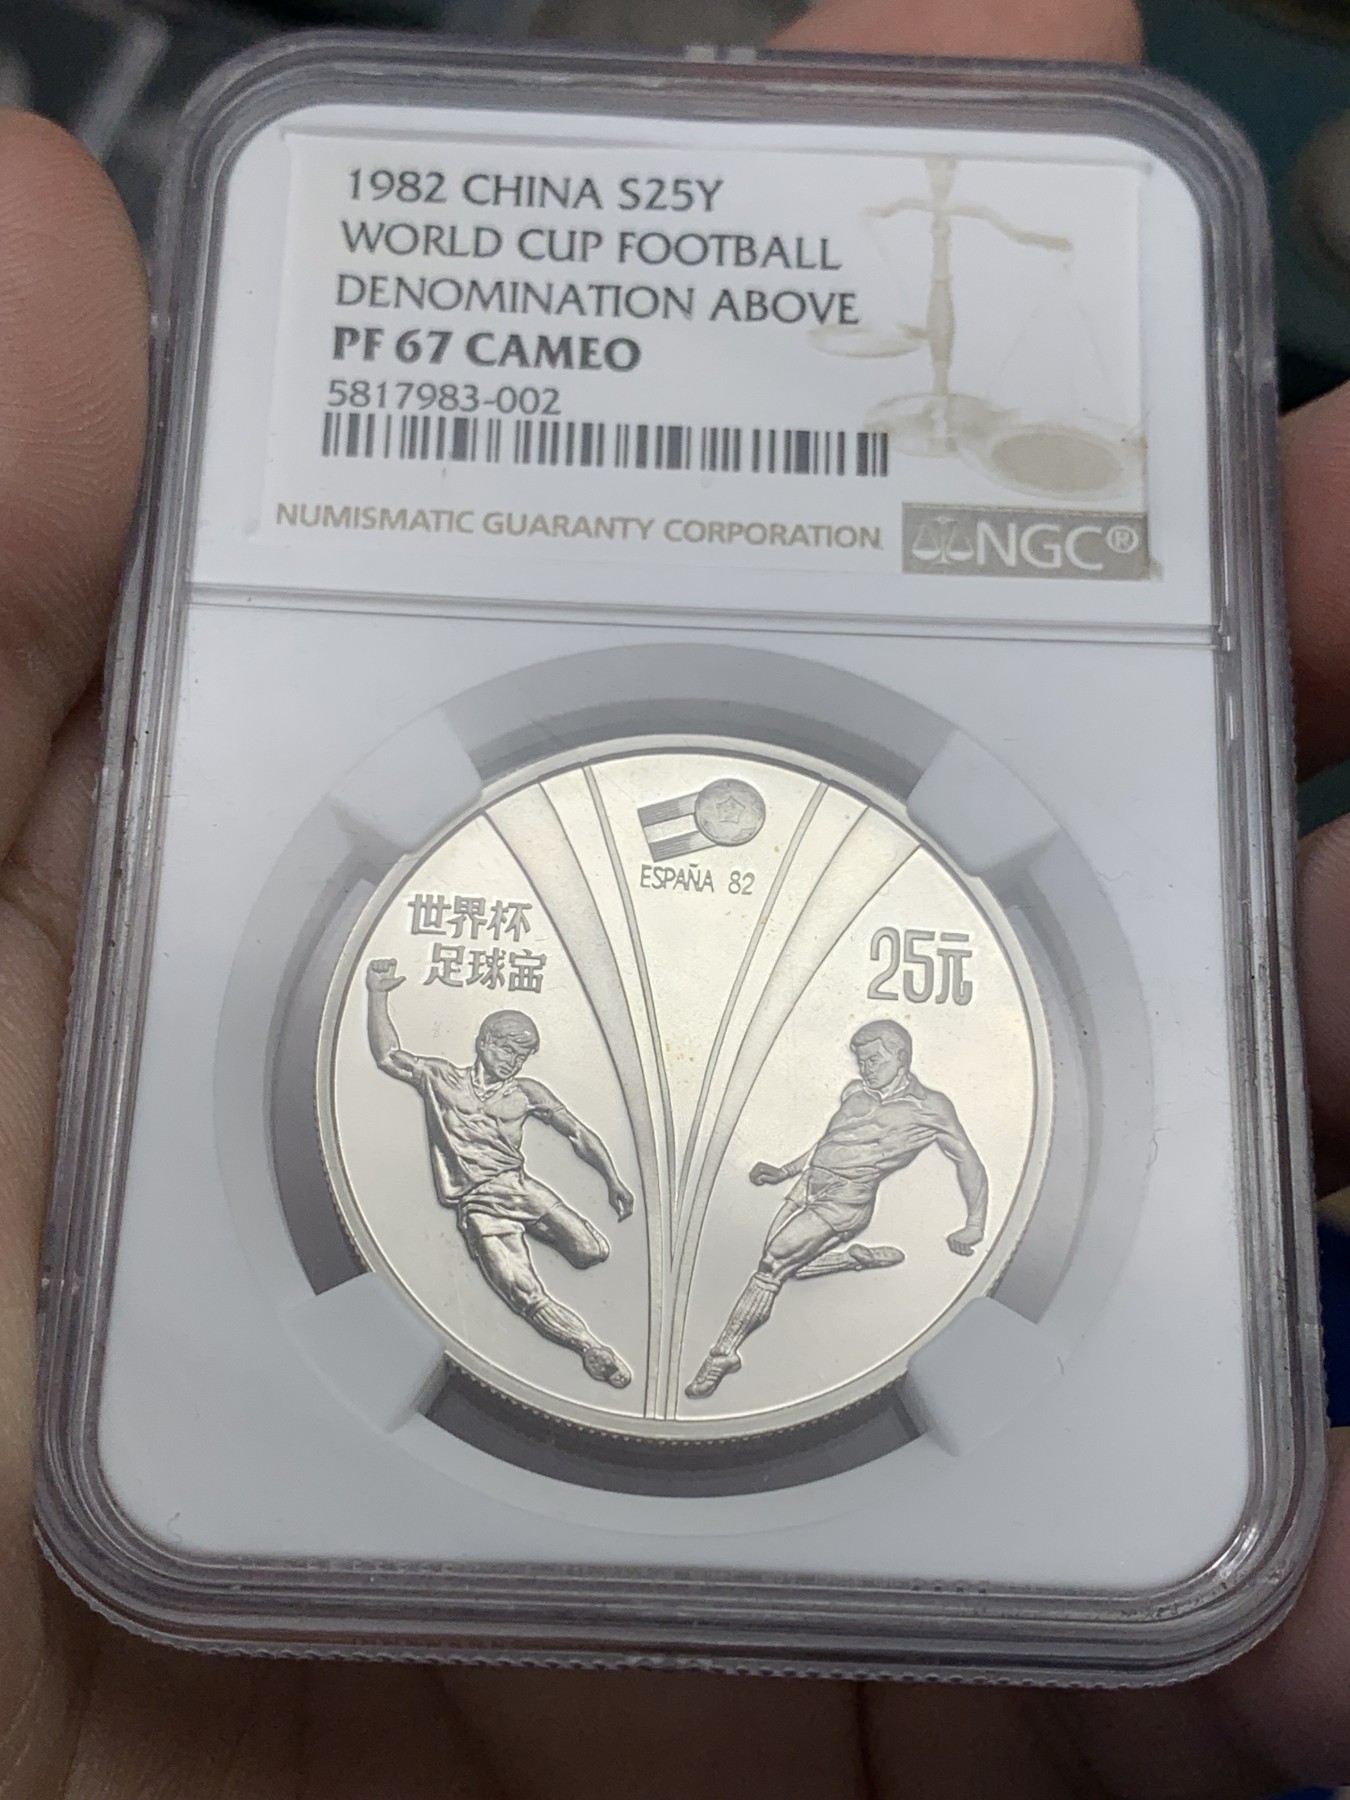 1982 CHINA S25Y
WORLD CUP FOOTBALL
DENOMINATION ABOVE
PF 67 CAMEO
5817983-002
NUMISMATIC GUARANTY CORPORATION
NGC®
ESPAÑA 82
世界杯
足球赛
25元